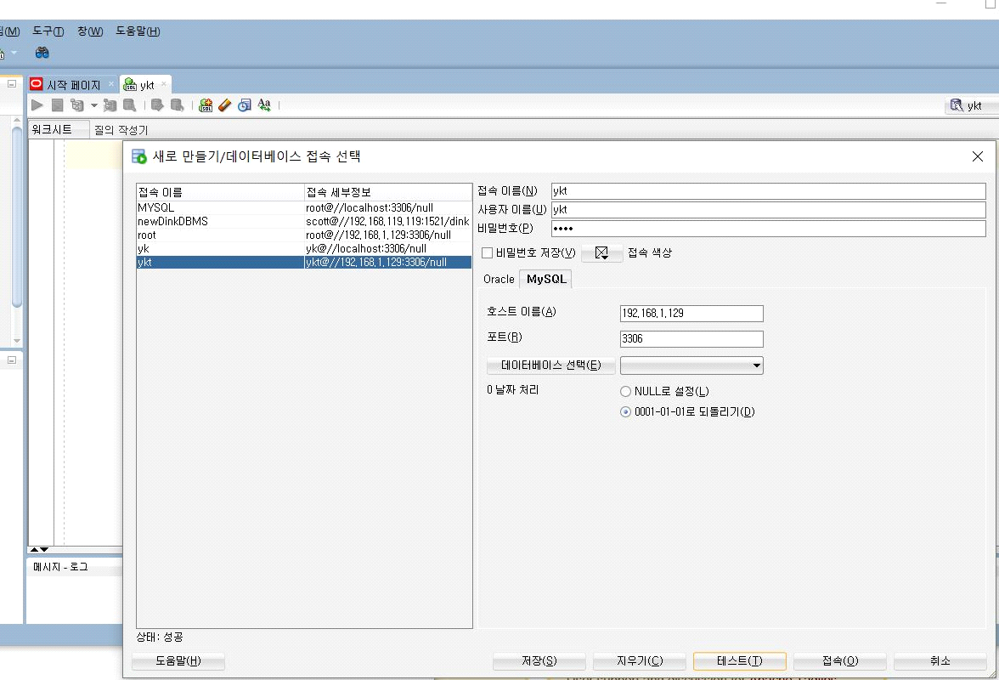 도구(T) 창(W) 도움말(H)
시작 페이지
ykt
ykt
워크시트
질의 작성기
새로 만들기/데이터베이스 접속 선택
접속 이름 접속 세부정보
MYSQL root@//localhost:3306/null
newDinkDBMS scott@//192.168.119.119:1521/dink
root root@//192.168.1.129:3306/null
yk yk@//localhost:3306/null
ykt ykt@//192.168.1.129:3306/null
접속 이름(N) ykt
사용자 이름(U) ykt
비밀번호(P) ••••
비밀번호 저장(V) 접속 색상
Oracle MySQL
호스트 이름(A) 192.168.1.129
포트(R) 3306
데이터베이스 선택(E)
0 날짜 처리 NULL로 설정(L)
0001-01-01로 되돌리기(D)
메시지 - 로그
상태: 성공
도움말(H) 저장(S) 지우기(C) 테스트(T) 접속(O) 취소